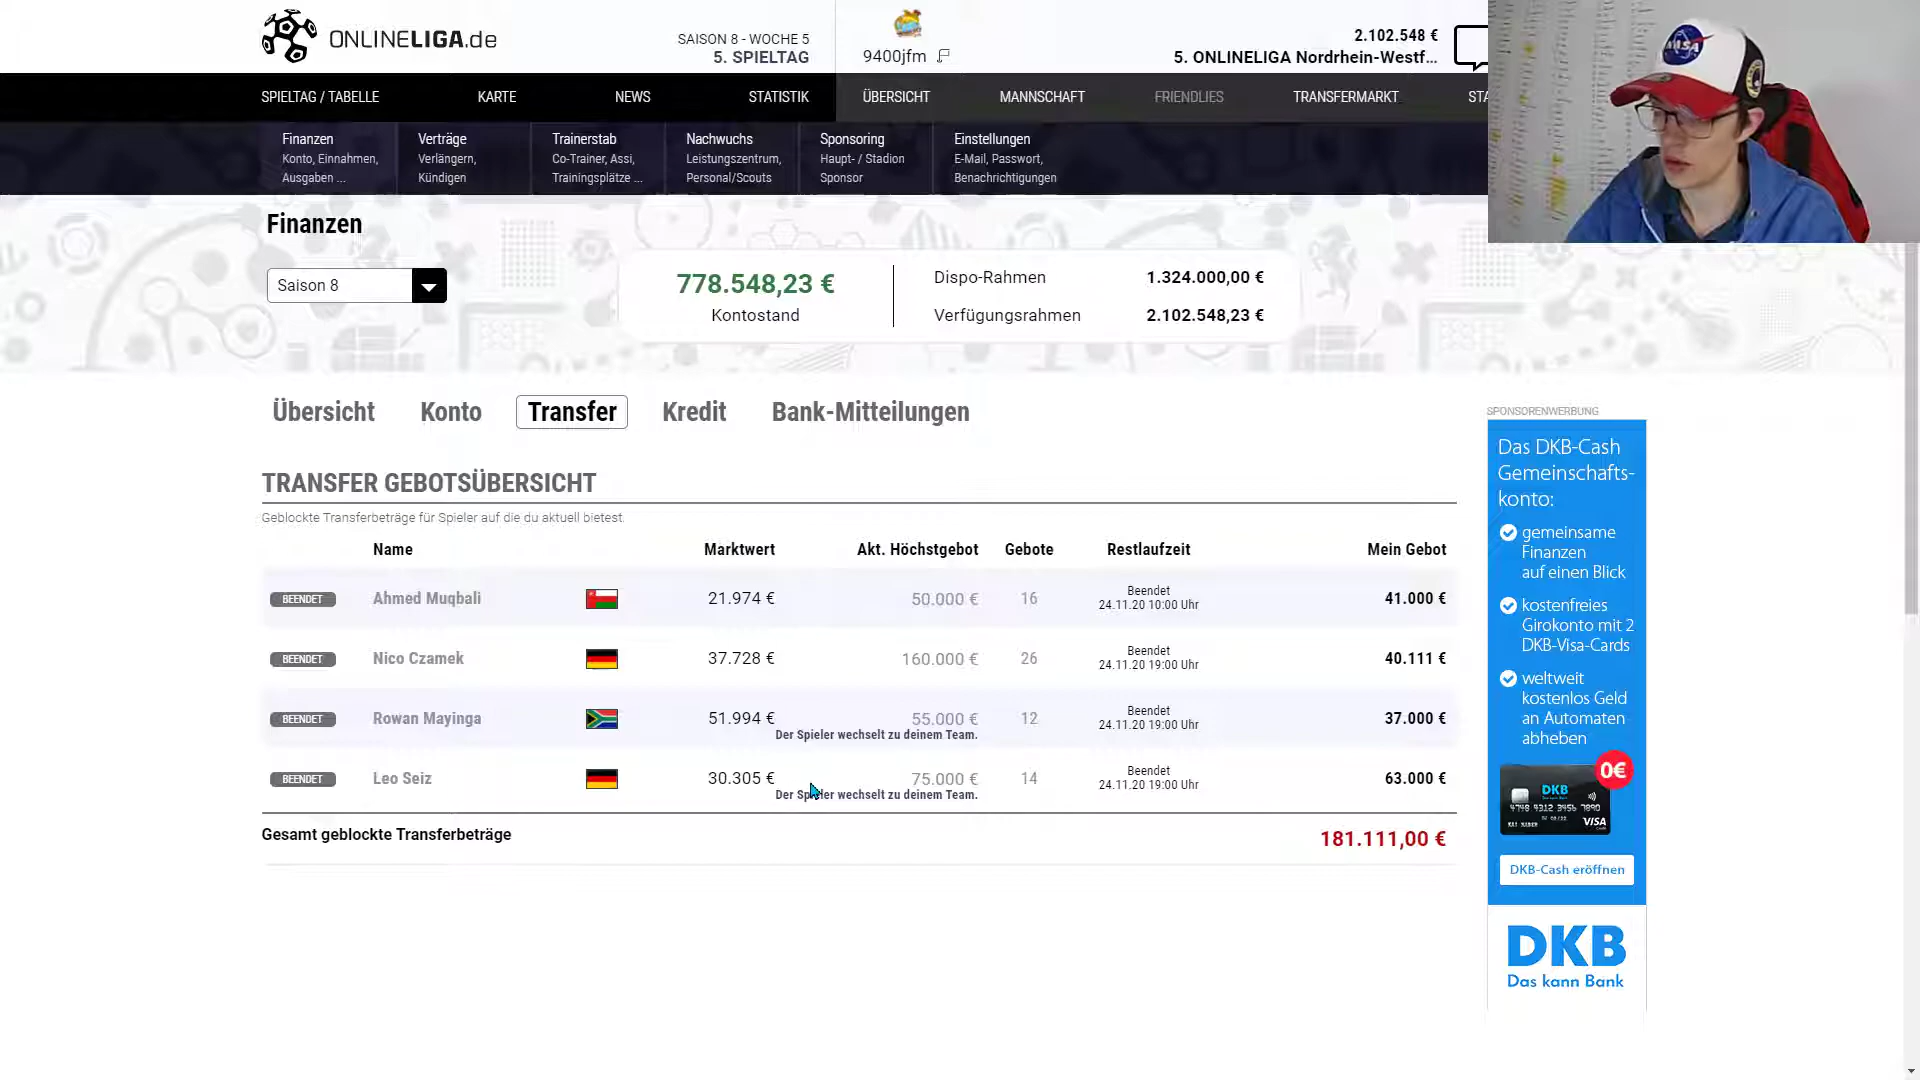 ONLINELIGA.de
SAISON 8 - WOCHE 5
5. SPIELTAG
9400jfm
2.102.548 €
5. ONLINELIGA Nordrhein-Westf...
SPIELTAG / TABELLE
KARTE
NEWS
STATISTIK
ÜBERSICHT
MANNSCHAFT
FRIENDLIES
TRANSFERMARKT
STA
Finanzen
Konto, Einnahmen,
Ausgaben ...
Verträge
Verlängern,
Kündigen
Trainerstab
Co-Trainer, Assi,
Trainingsplätze ...
Nachwuchs
Leistungszentrum,
Personal/Scouts
Sponsoring
Haupt- / Stadion
Sponsor
Einstellungen
E-Mail, Passwort,
Benachrichtigungen
NASA
Finanzen
Saison 8
778.548,23 €
Kontostand
Dispo-Rahmen 1.324.000,00 €
Verfügungsrahmen 2.102.548,23 €
Übersicht Konto Transfer Kredit Bank-Mitteilungen
TRANSFER GEBOTSÜBERSICHT
Geblockte Transferbeträge für Spieler auf die du aktuell bietest.
Name Marktwert Akt. Höchstgebot Gebote Restlaufzeit Mein Gebot
BEENDET Ahmed Muqbali 21.974 € 50.000 € 16 Beendet 41.000 €
24.11.20 10:00 Uhr
BEENDET Nico Czamek 37.728 € 160.000 € 26 Beendet 40.111 €
24.11.20 19:00 Uhr
BEENDET Rowan Mayinga 51.994 € 55.000 € 12 Beendet 37.000 €
24.11.20 19:00 Uhr
Der Spieler wechselt zu deinem Team.
BEENDET Leo Seiz 30.305 € 75.000 € 14 Beendet 63.000 €
24.11.20 19:00 Uhr
Der Spieler wechselt zu deinem Team.
Gesamt geblockte Transferbeträge 181.111,00 €
SPONSORENWERBUNG
Das DKB-Cash
Gemeinschafts-
konto:
gemeinsame
Finanzen
auf einen Blick
kostenfreies
Girokonto mit 2
DKB-Visa-Cards
weltweit
kostenlos Geld
an Automaten
abheben
0€
DKB
4748 9312 3456 7890
VISA
DKB-Cash eröffnen
DKB
Das kann Bank